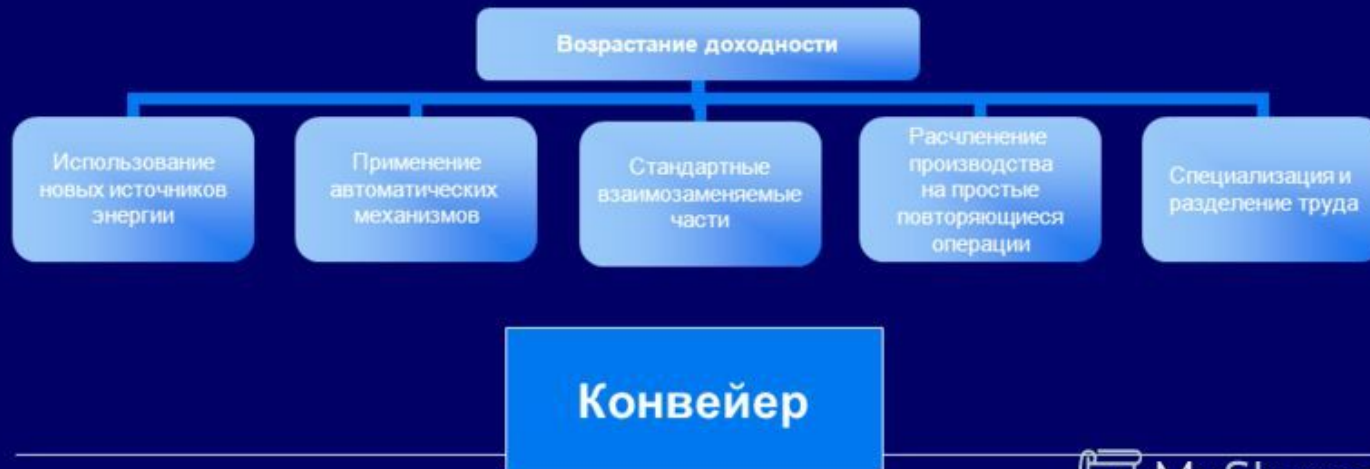 Возрастание доходности
Использование
новых источников
энергии
Применение
автоматических
механизмов
Стандартные
взаимозаменяемые
части
Расчленение
производства
на простые
повторяющиеся
операции
Специализация и
разделение труда
Конвейер